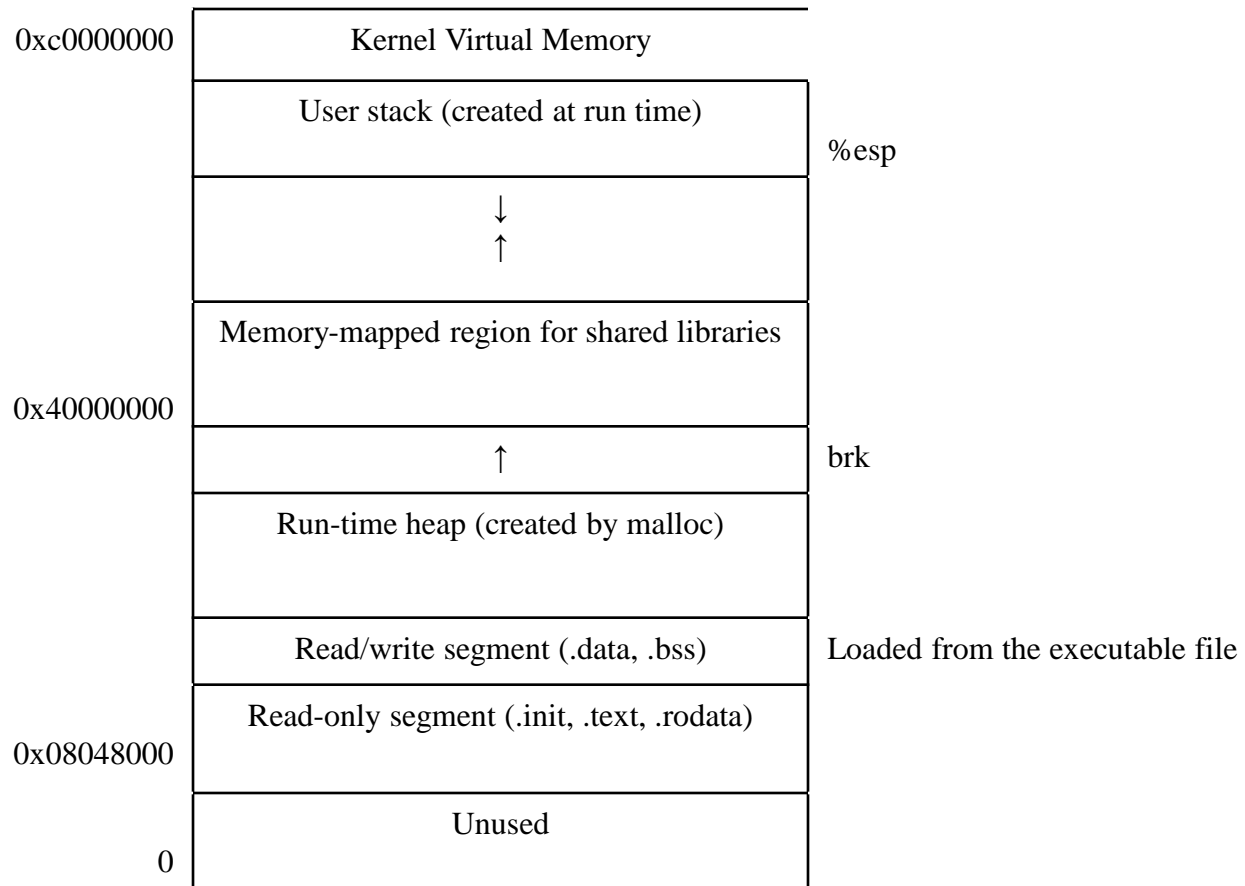 0xc0000000 Kernel Virtual Memory
User stack (created at run time)
%esp
↓
↑
Memory-mapped region for shared libraries
0x40000000
↑ brk
Run-time heap (created by malloc)
Read/write segment (.data, .bss) Loaded from the executable file
Read-only segment (.init, .text, .rodata)
0x08048000
Unused
0